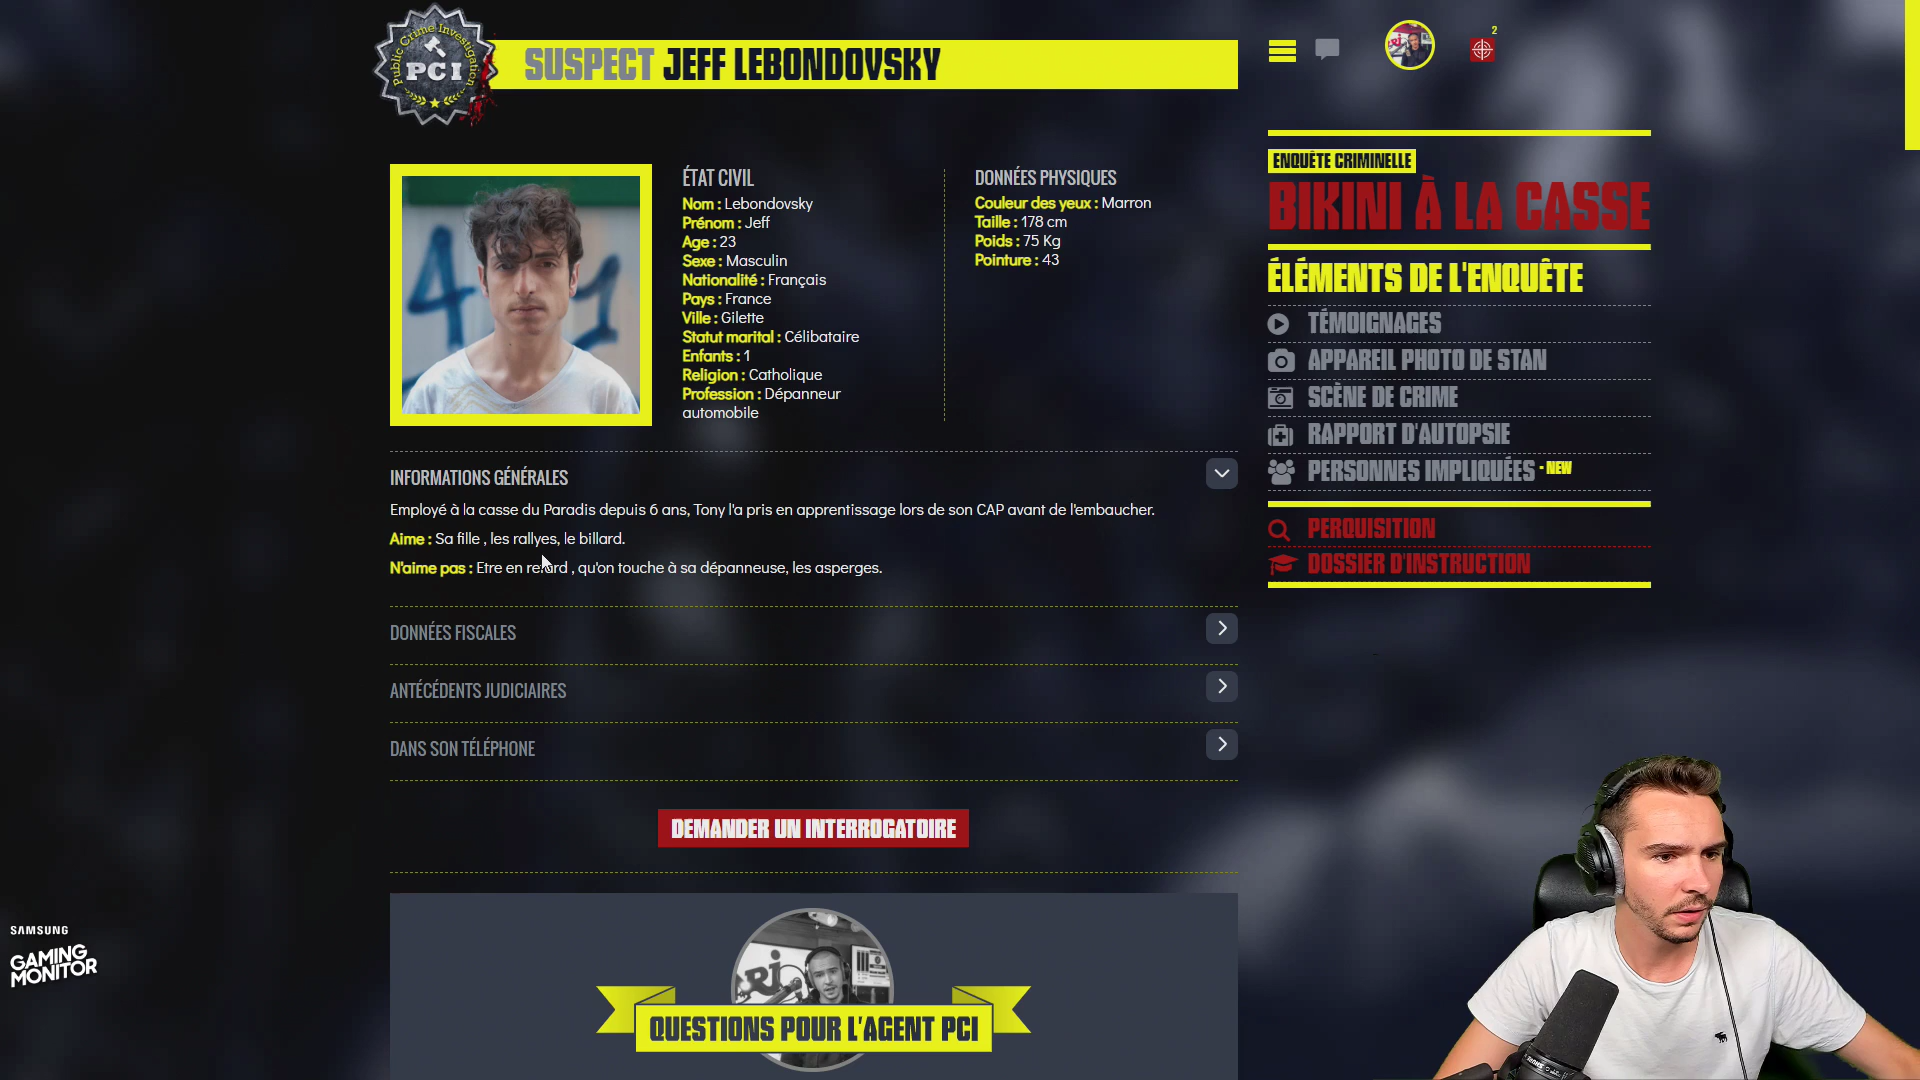 Public Crime Investigation
PCI
SUSPECT JEFF LEBONDOVSKY
2
ÉTAT CIVIL
Nom : Lebondovsky
Prénom : Jeff
Age : 23
Sexe : Masculin
Nationalité : Français
Pays : France
Ville : Gilette
Statut marital : Célibataire
Enfants : 1
Religion : Catholique
Profession : Dépanneur
automobile
DONNÉES PHYSIQUES
Couleur des yeux : Marron
Taille : 178 cm
Poids : 75 Kg
Pointure : 43
INFORMATIONS GÉNÉRALES
Employé à la casse du Paradis depuis 6 ans, Tony l'a pris en apprentissage lors de son CAP avant de l'embaucher.
Aime : Sa fille , les rallyes, le billard.
N'aime pas : Etre en retard , qu'on touche à sa dépanneuse, les asperges.
DONNÉES FISCALES
ANTÉCÉDENTS JUDICIAIRES
DANS SON TÉLÉPHONE
DEMANDER UN INTERROGATOIRE
QUESTIONS POUR L'AGENT PCI
ENQUÊTE CRIMINELLE
BIKINI À LA CASSE
ÉLÉMENTS DE L'ENQUÊTE
TÉMOIGNAGES
APPAREIL PHOTO DE STAN
SCÈNE DE CRIME
RAPPORT D'AUTOPSIE
PERSONNES IMPLIQUÉES - NEW
PERQUISITION
DOSSIER D'INSTRUCTION
SAMSUNG
GAMING
MONITOR